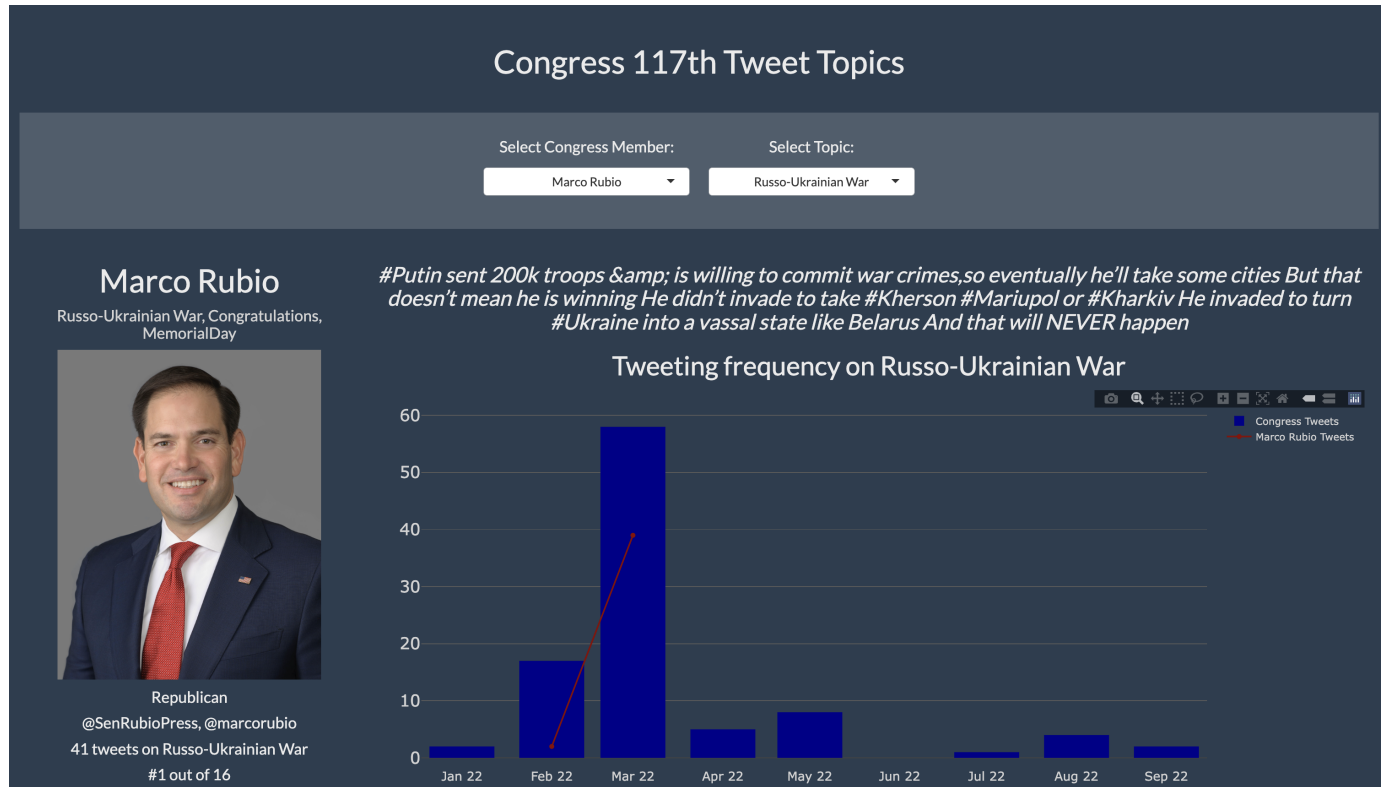 Congress 117th Tweet Topics
Select Congress Member:
Select Topic:
Marco Rubio
Russo-Ukrainian War
Marco Rubio
Russo-Ukrainian War, Congratulations,
MemorialDay
Republican
@SenRubioPress, @marcorubio
41 tweets on Russo-Ukrainian War
#1 out of 16
#Putin sent 200k troops &amp; is willing to commit war crimes,so eventually he'll take some cities But that
doesn't mean he is winning He didn't invade to take #Kherson #Mariupol or #Kharkiv He invaded to turn
#Ukraine into a vassal state like Belarus And that will NEVER happen
Tweeting frequency on Russo-Ukrainian War
Congress Tweets
Marco Rubio Tweets
60
50
40
30
20
10
0
Jan 22
Feb 22
Mar 22
Apr 22
May 22
Jun 22
Jul 22
Aug 22
Sep 22